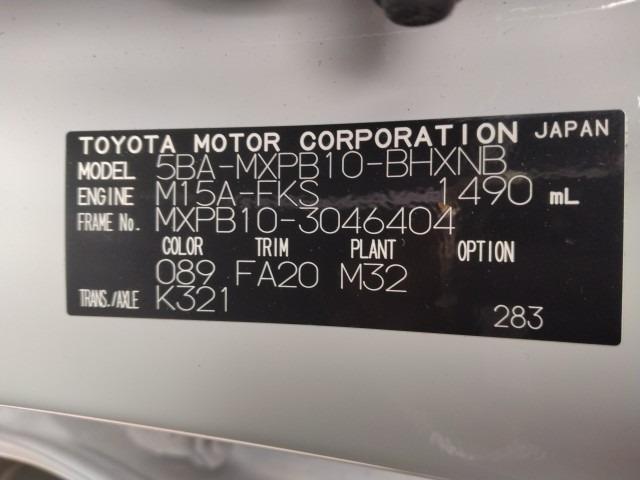 TOYOTA MOTOR CORPORATION JAPAN
MODEL 5BA-MXPB10-BHXNB
ENGINE M15A-FKS 1490 mL
FRAME No. MXPB10-3046404
COLOR TRIM PLANT OPTION
089 FA20 M32
TRANS./AXLE K321
283